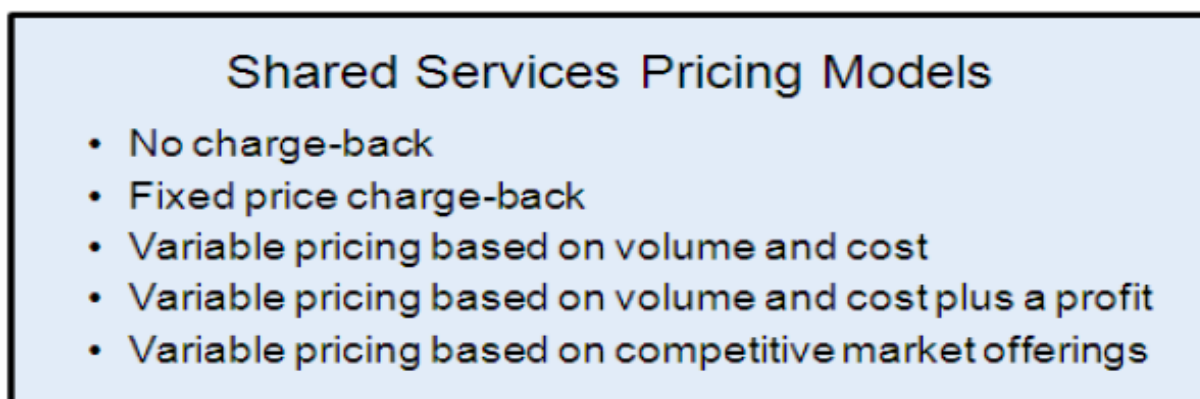 Shared Services Pricing Models
• No charge-back
• Fixed price charge-back
• Variable pricing based on volume and cost
• Variable pricing based on volume and cost plus a profit
• Variable pricing based on competitive market offerings